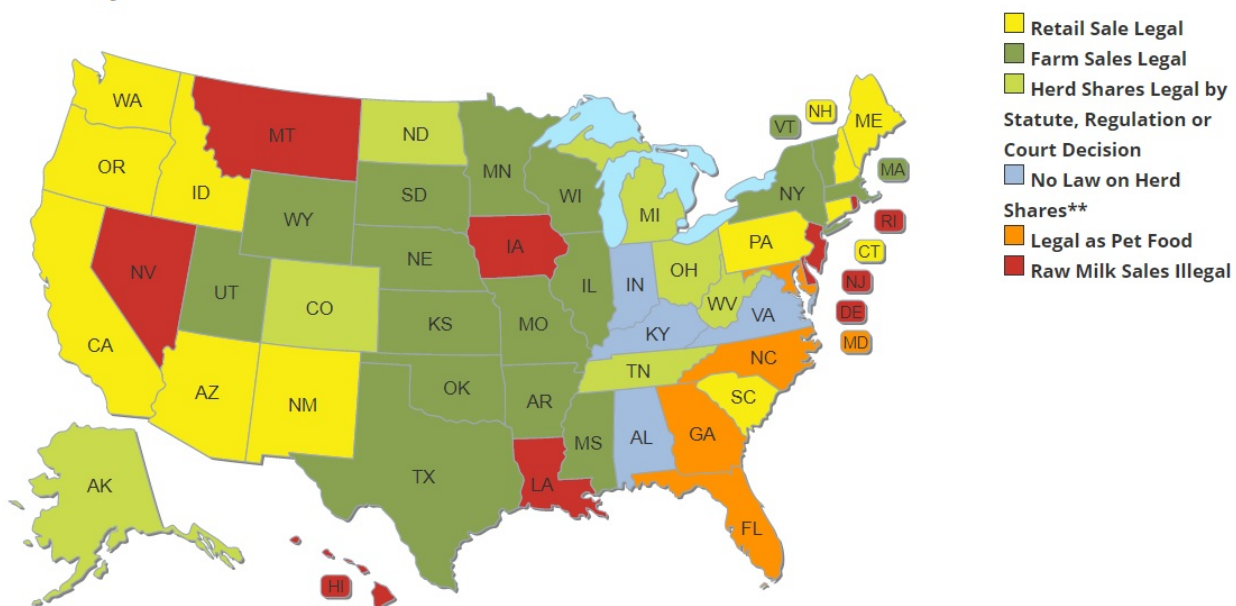 Retail Sale Legal
Farm Sales Legal
Herd Shares Legal by
Statute, Regulation or
Court Decision
No Law on Herd
Shares**
Legal as Pet Food
Raw Milk Sales Illegal
WA
MT
ND
MN
VT
NH
ME
OR
ID
WY
SD
WI
MI
NY
MA
RI
CT
NV
UT
CO
NE
IA
IL
IN
OH
PA
NJ
DE
MD
CA
AZ
NM
KS
MO
KY
WV
VA
OK
AR
TN
NC
SC
TX
LA
MS
AL
GA
FL
AK
HI